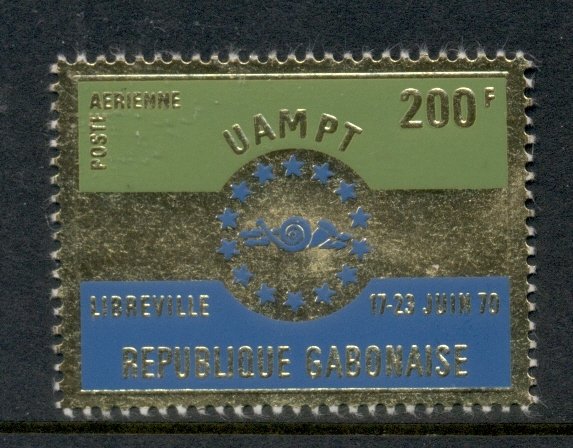 POSTE AERIENNE
200F
UAMPT
LIBREVILLE
17-23 JUIN 70
REPUBLIQUE GABONAISE